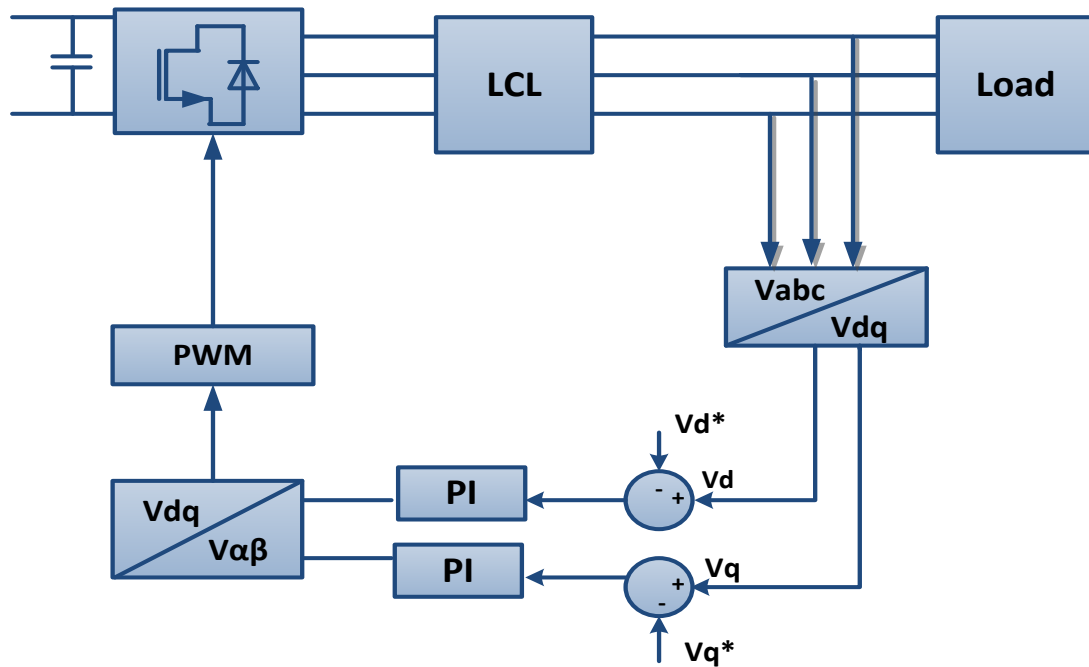 LCL
Load
Vabc
Vdq
PWM
Vd*
-
+
Vd
PI
Vdq
Vαβ
PI
+
-
Vq
Vq*